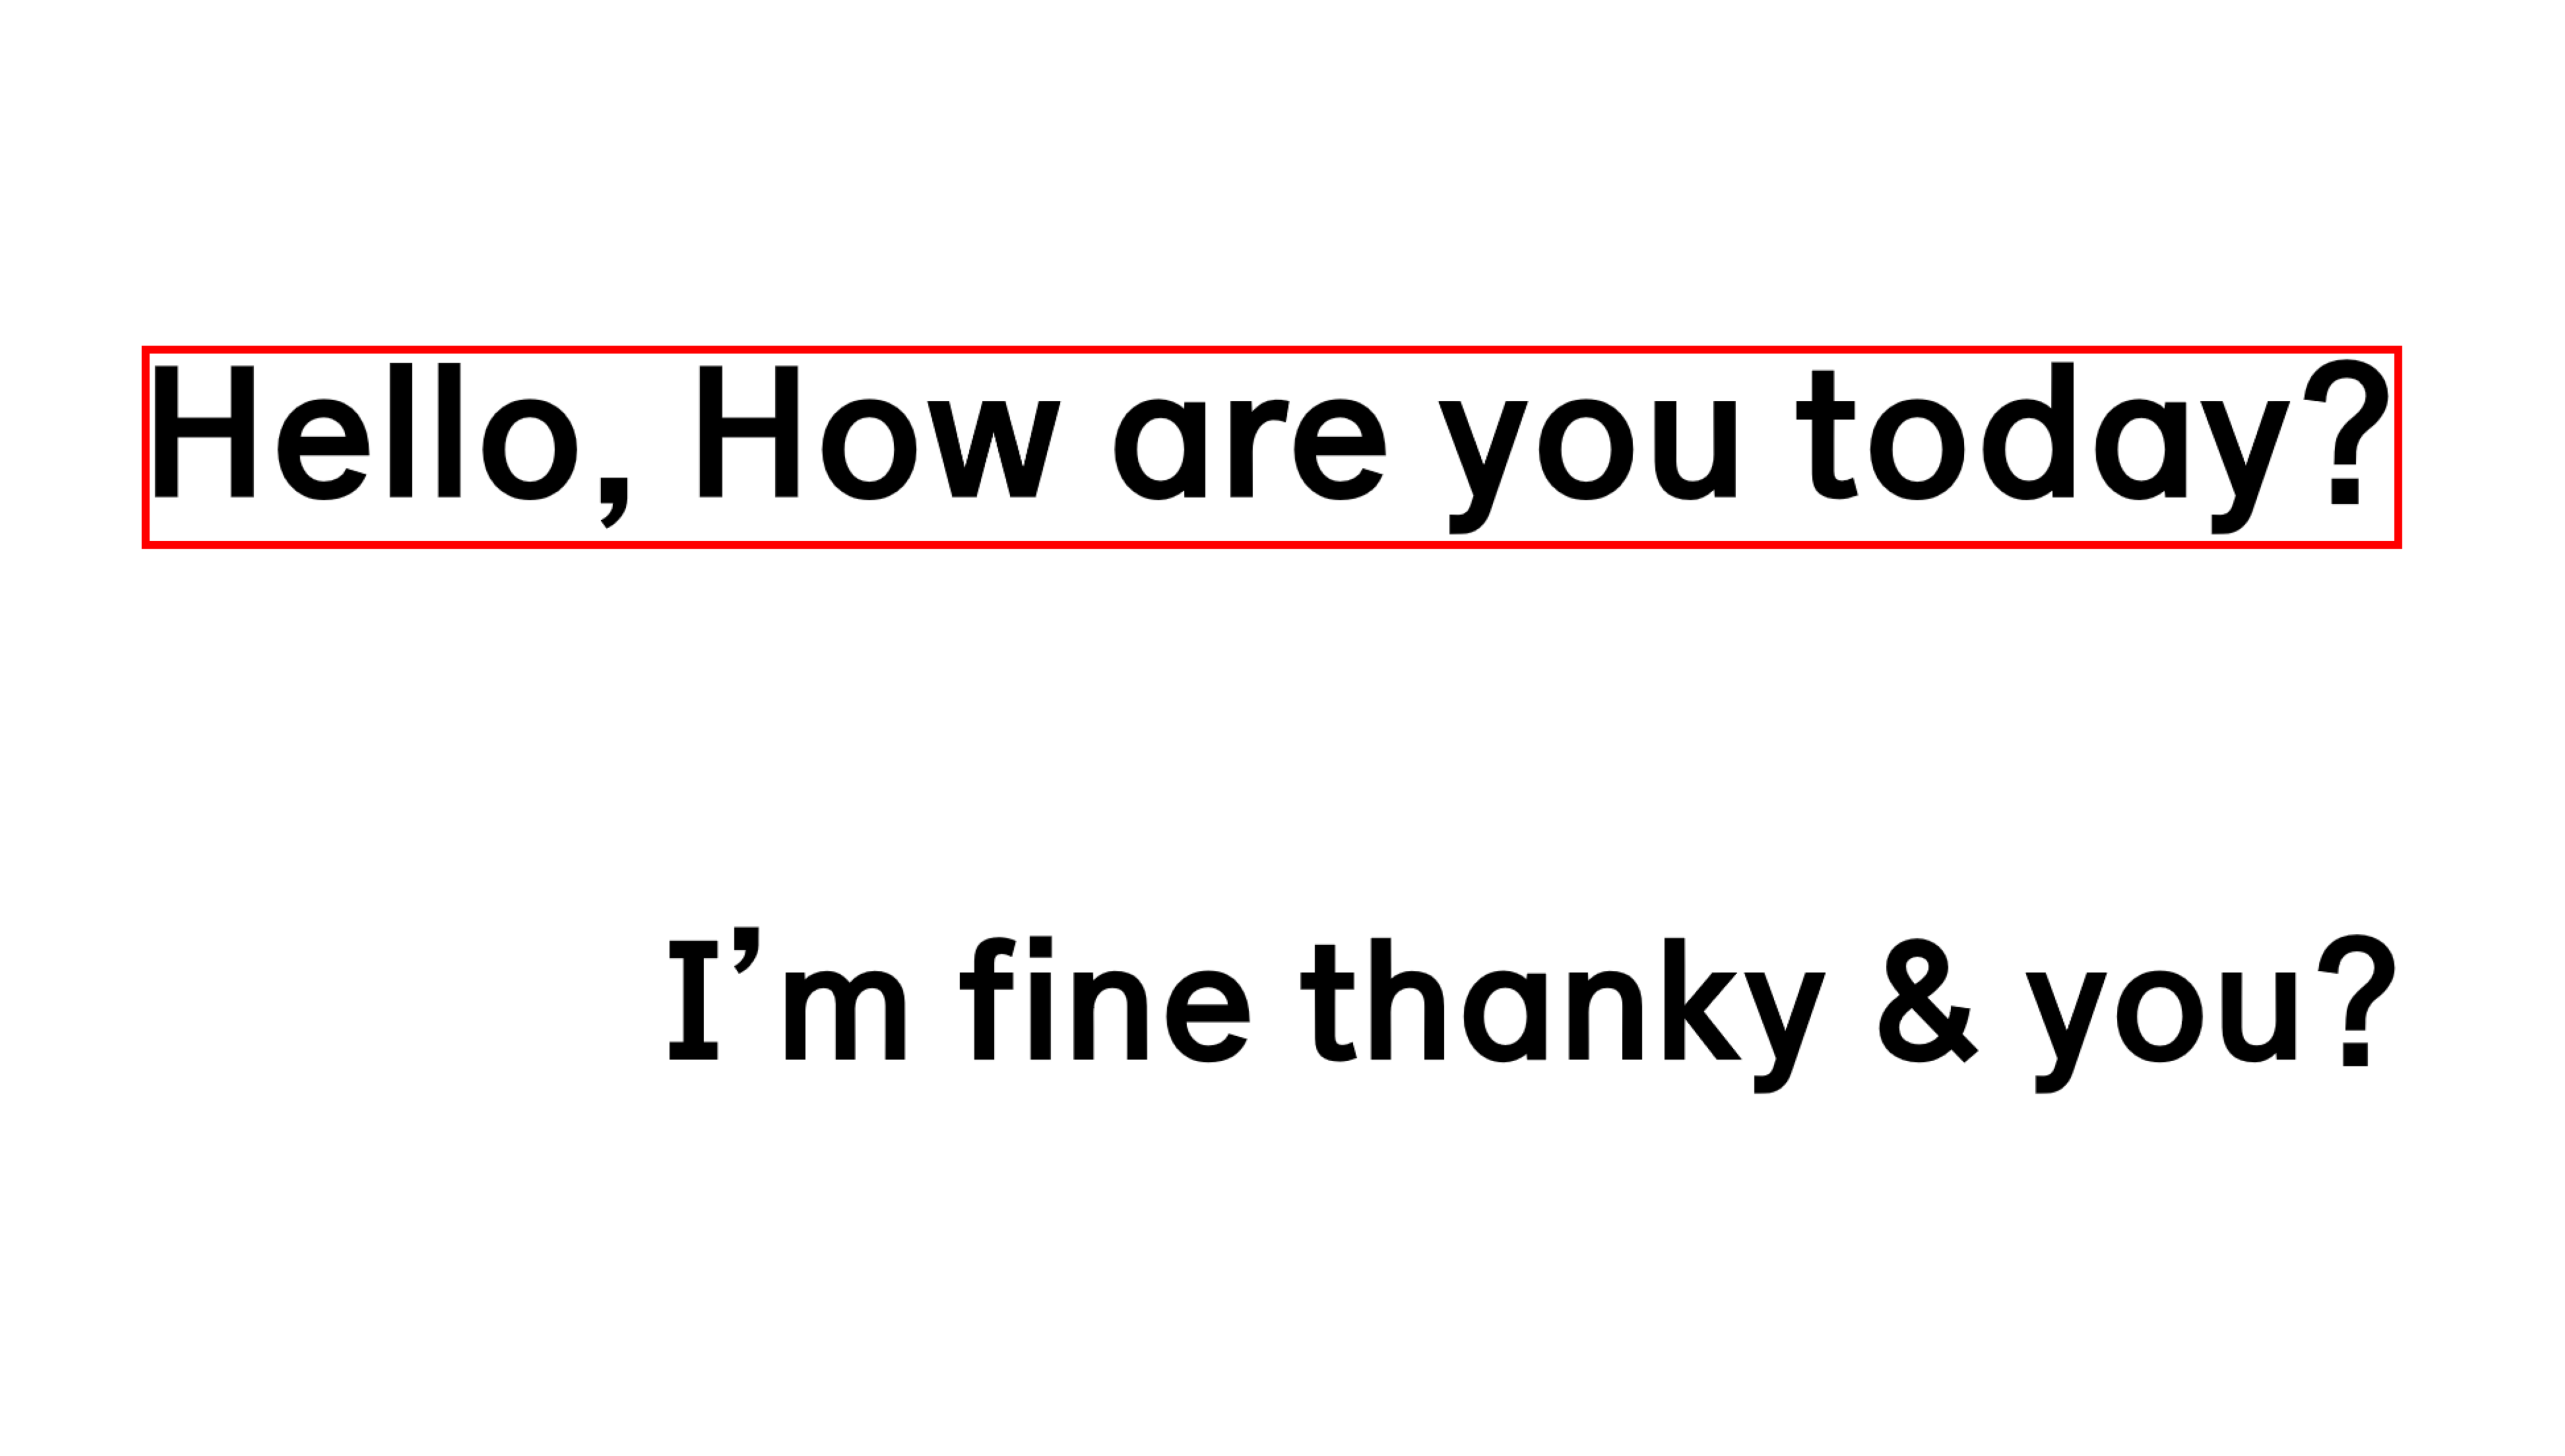 Hello, How are you today?
I’m fine thanky & you?